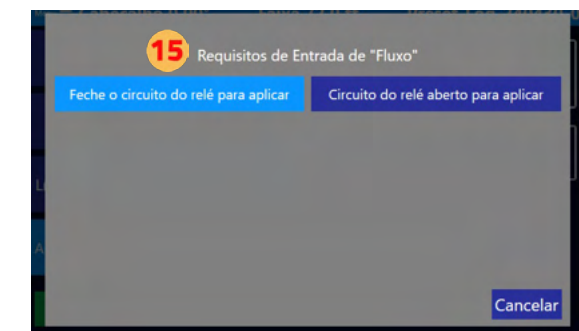 15 Requisitos de Entrada de "Fluxo"
Feche o circuito do relé para aplicar
Circuito do relé aberto para aplicar
Cancelar